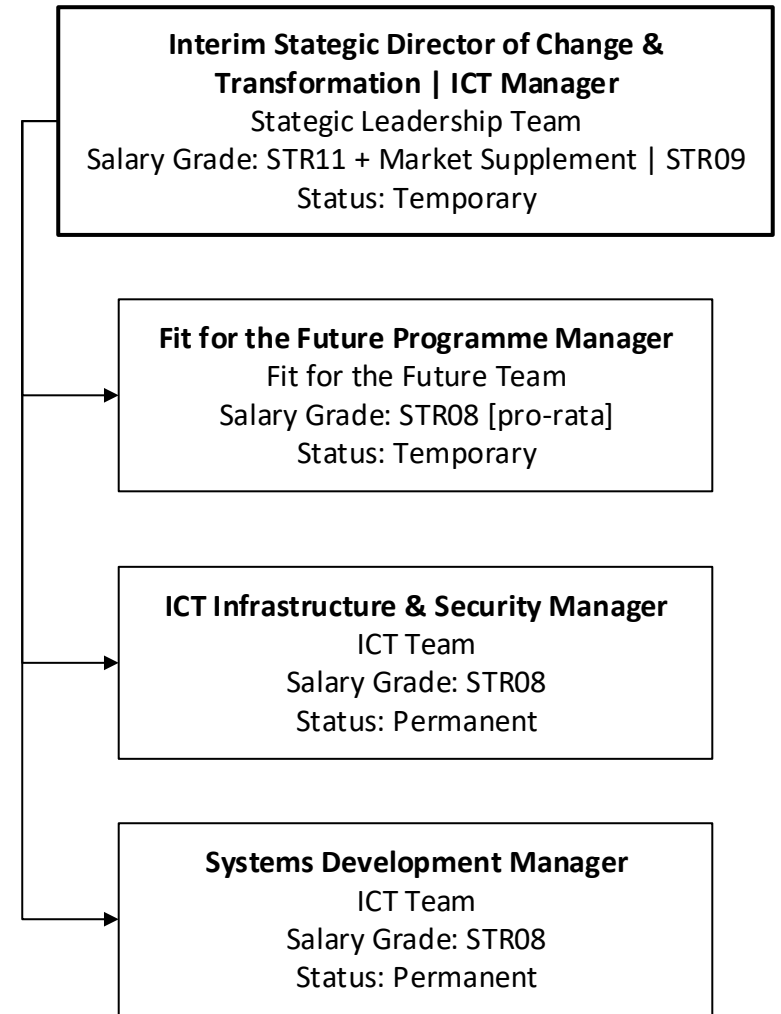 Interim Stategic Director of Change &
Transformation | ICT Manager
Stategic Leadership Team
Salary Grade: STR11 + Market Supplement | STR09
Status: Temporary
Fit for the Future Programme Manager
Fit for the Future Team
Salary Grade: STR08 [pro-rata]
Status: Temporary
ICT Infrastructure & Security Manager
ICT Team
Salary Grade: STR08
Status: Permanent
Systems Development Manager
ICT Team
Salary Grade: STR08
Status: Permanent